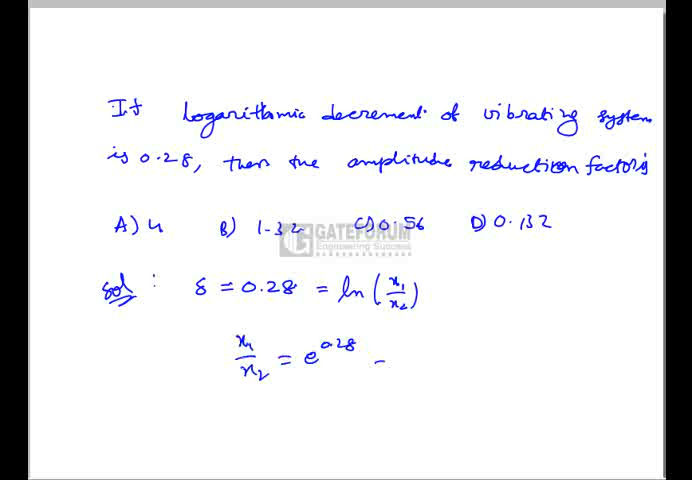 If Logarithmic decrement of vibrating system
is 0.28, then the amplitude reduction factor is
A) 4 B) 1.32 C) 0.56 D) 0.132
GATEFORUM
Engineering Success
Sol : δ = 0.28 = ln (x₁/x₂)
x₁/x₂ = e^0.28 =